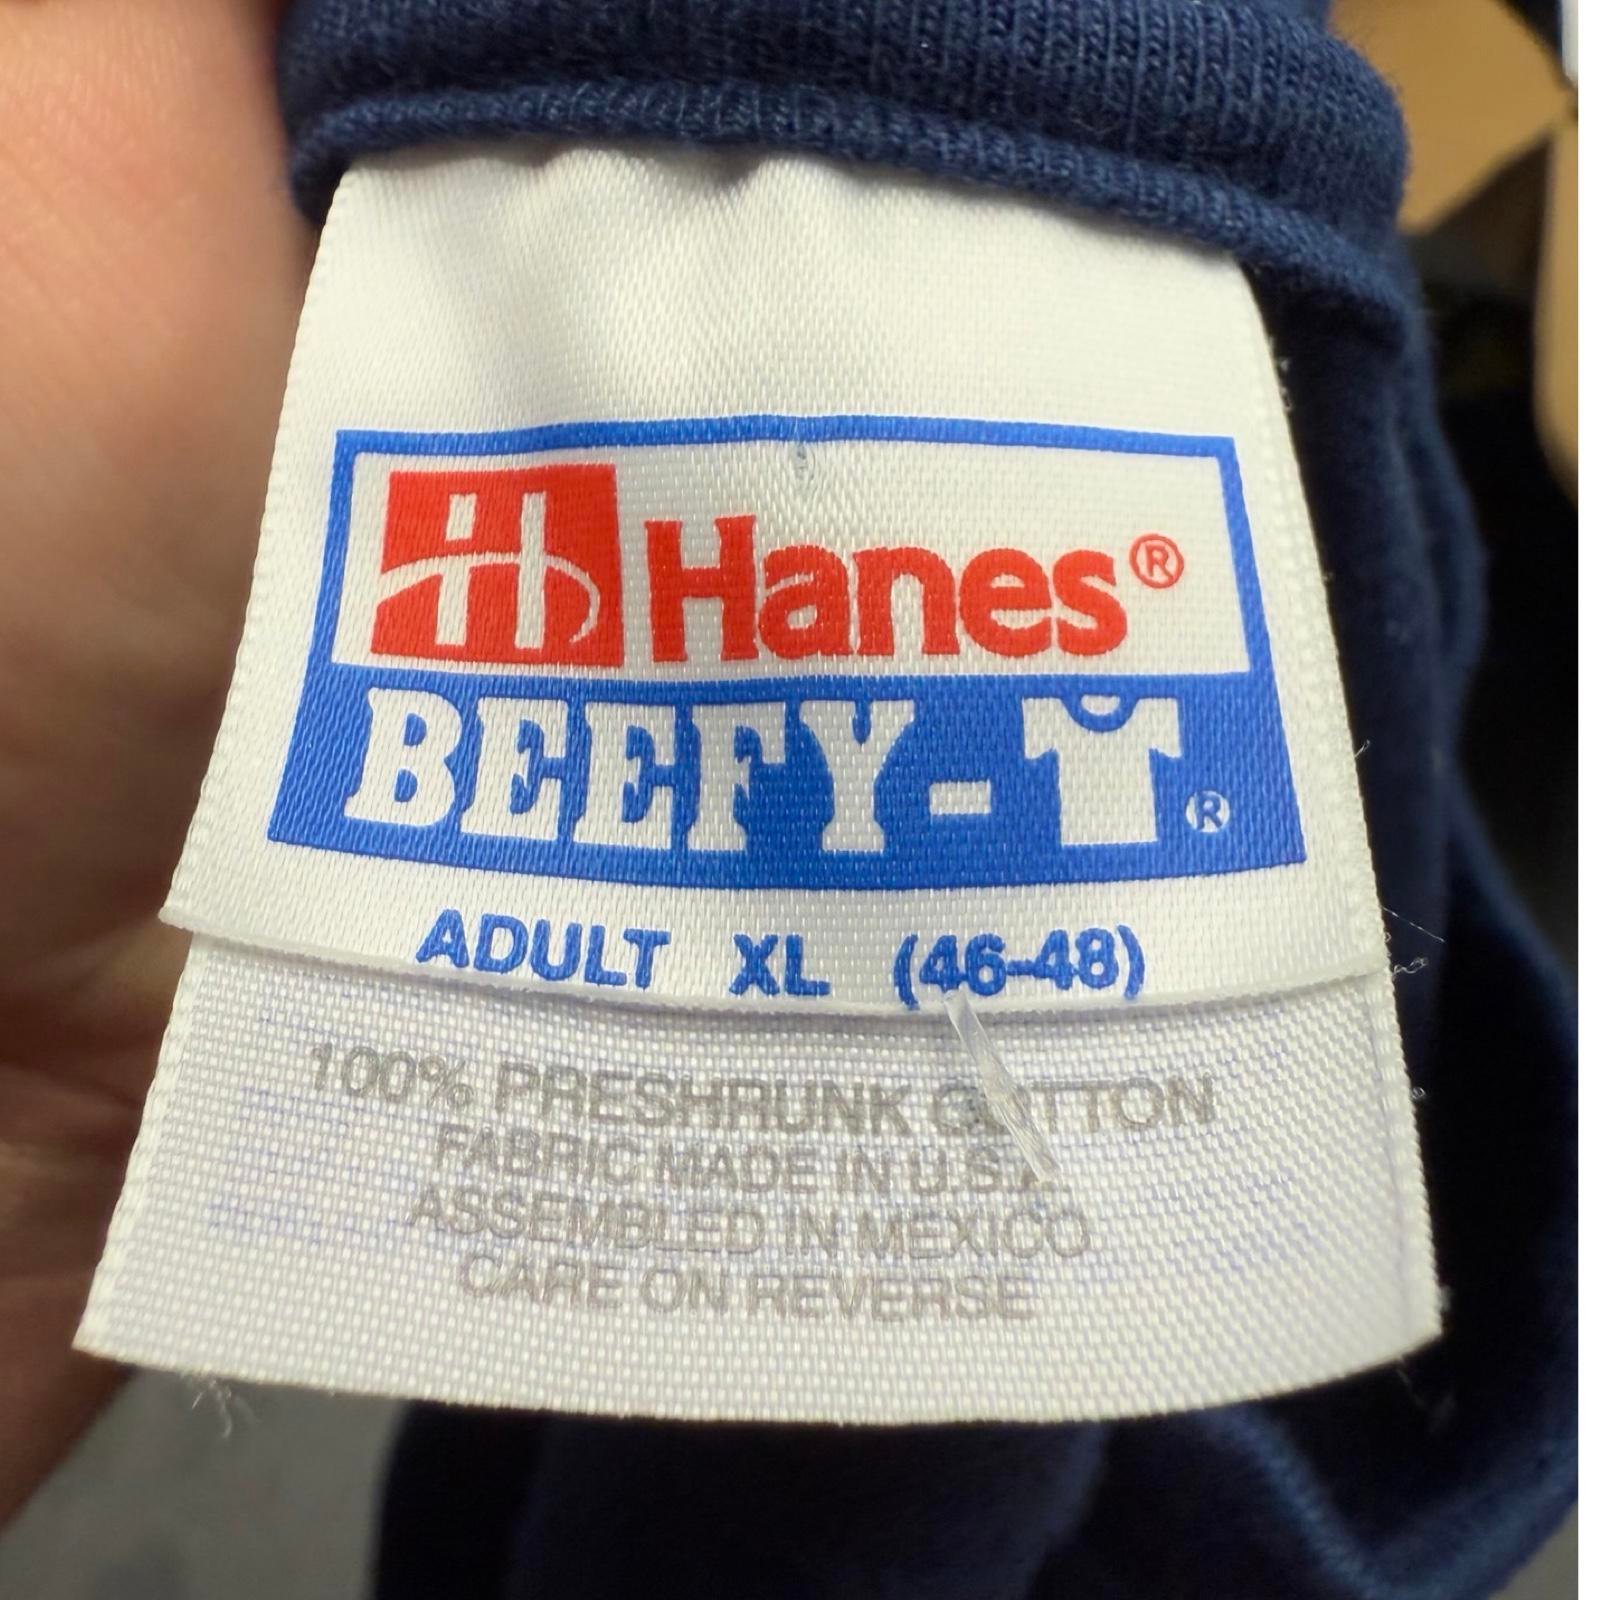 Hanes®
BEEFY-T®
ADULT XL (46-48)
100% PRESHRUNK COTTON
FABRIC MADE IN U.S.A.
ASSEMBLED IN MEXICO
CARE ON REVERSE